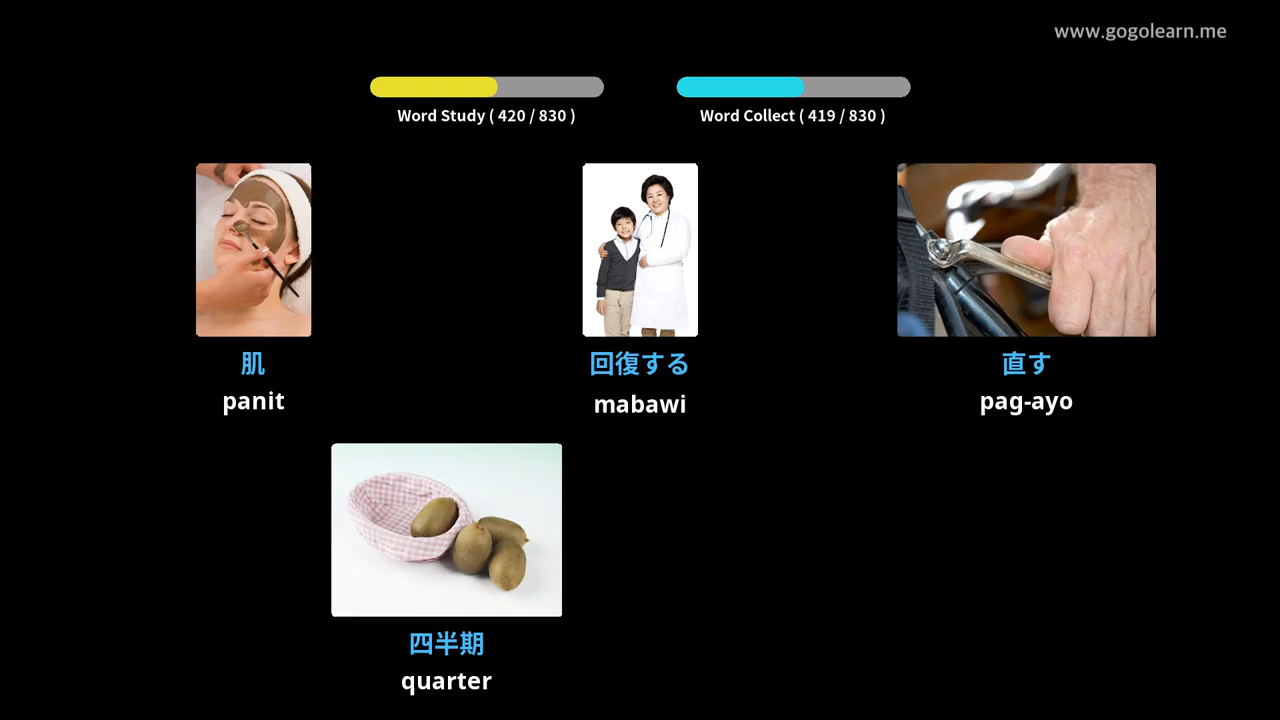 www.gogolearn.me
Word Study ( 420 / 830 )
Word Collect ( 419 / 830 )
肌
panit
回復する
mabawi
直す
pag-ayo
四半期
quarter